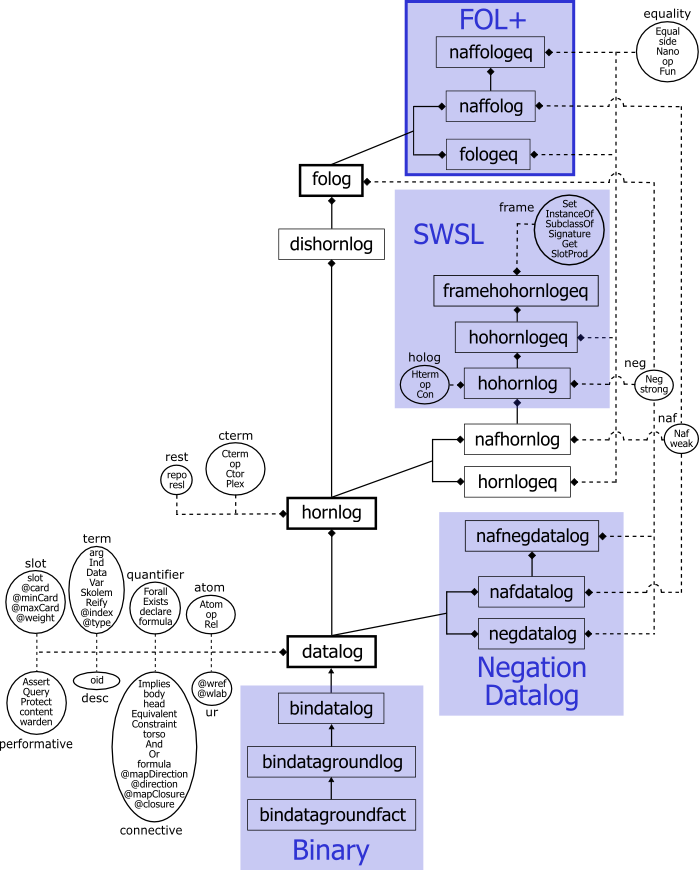 FOL+
equality
Equal
side
Nano
op
Fun
naffologeq
naffolog
fologeq
folog
dishornlog
SWSL
frame
Set
InstanceOf
SubclassOf
Signature
Get
SlotProd
framehohornlogeq
hohornlogeq
holog
Hterm
op
Con
hohornlog
neg
Neg
strong
naf
Naf
weak
nafhornlog
hornlogeq
rest
repo
resl
cterm
Cterm
op
Ctor
Plex
hornlog
nafnegdatalog
nafdatalog
negdatalog
Negation
Datalog
slot
slot
@card
@minCard
@maxCard
@weight
term
arg
Ind
Data
Var
Skolem
Reify
@index
@type
quantifier
Forall
Exists
declare
formula
atom
Atom
op
Rel
datalog
Assert
Query
Protect
content
warden
performative
oid
desc
Implies
body
head
Equivalent
Constraint
torso
And
Or
formula
@mapDirection
@direction
@mapClosure
@closure
connective
@wref
@wlab
ur
bindatalog
bindatagroundlog
bindatagroundfact
Binary